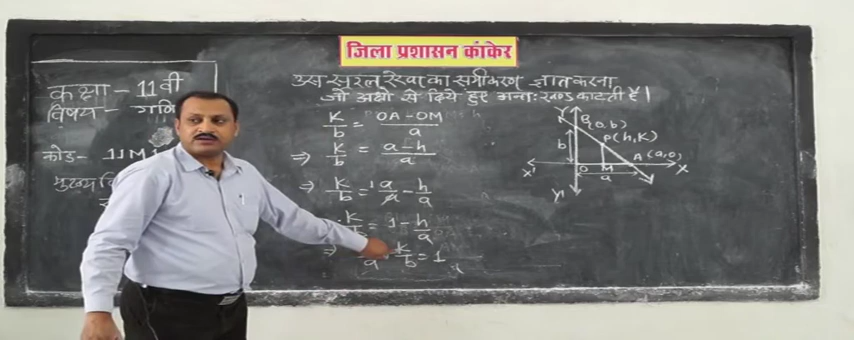 जिला प्रशासन कांकेर
कक्षा - 11वी
विषय - गणि
कोड - 11M1
मुख्य वि
उस सरल रेखा का समीकरण ज्ञात करना
जो अक्षो से दिये हुए अन्तः खण्ड काटती है।
K/b = OA-OM/a
⇒ K/b = a-h/a
⇒ K/b = a/a - h/a
K/b = 1 - h/a
⇒ a K/b = 1
Y
B(0, b)
P(h, K)
b
A(a,0)
X' O M X
a
Y'